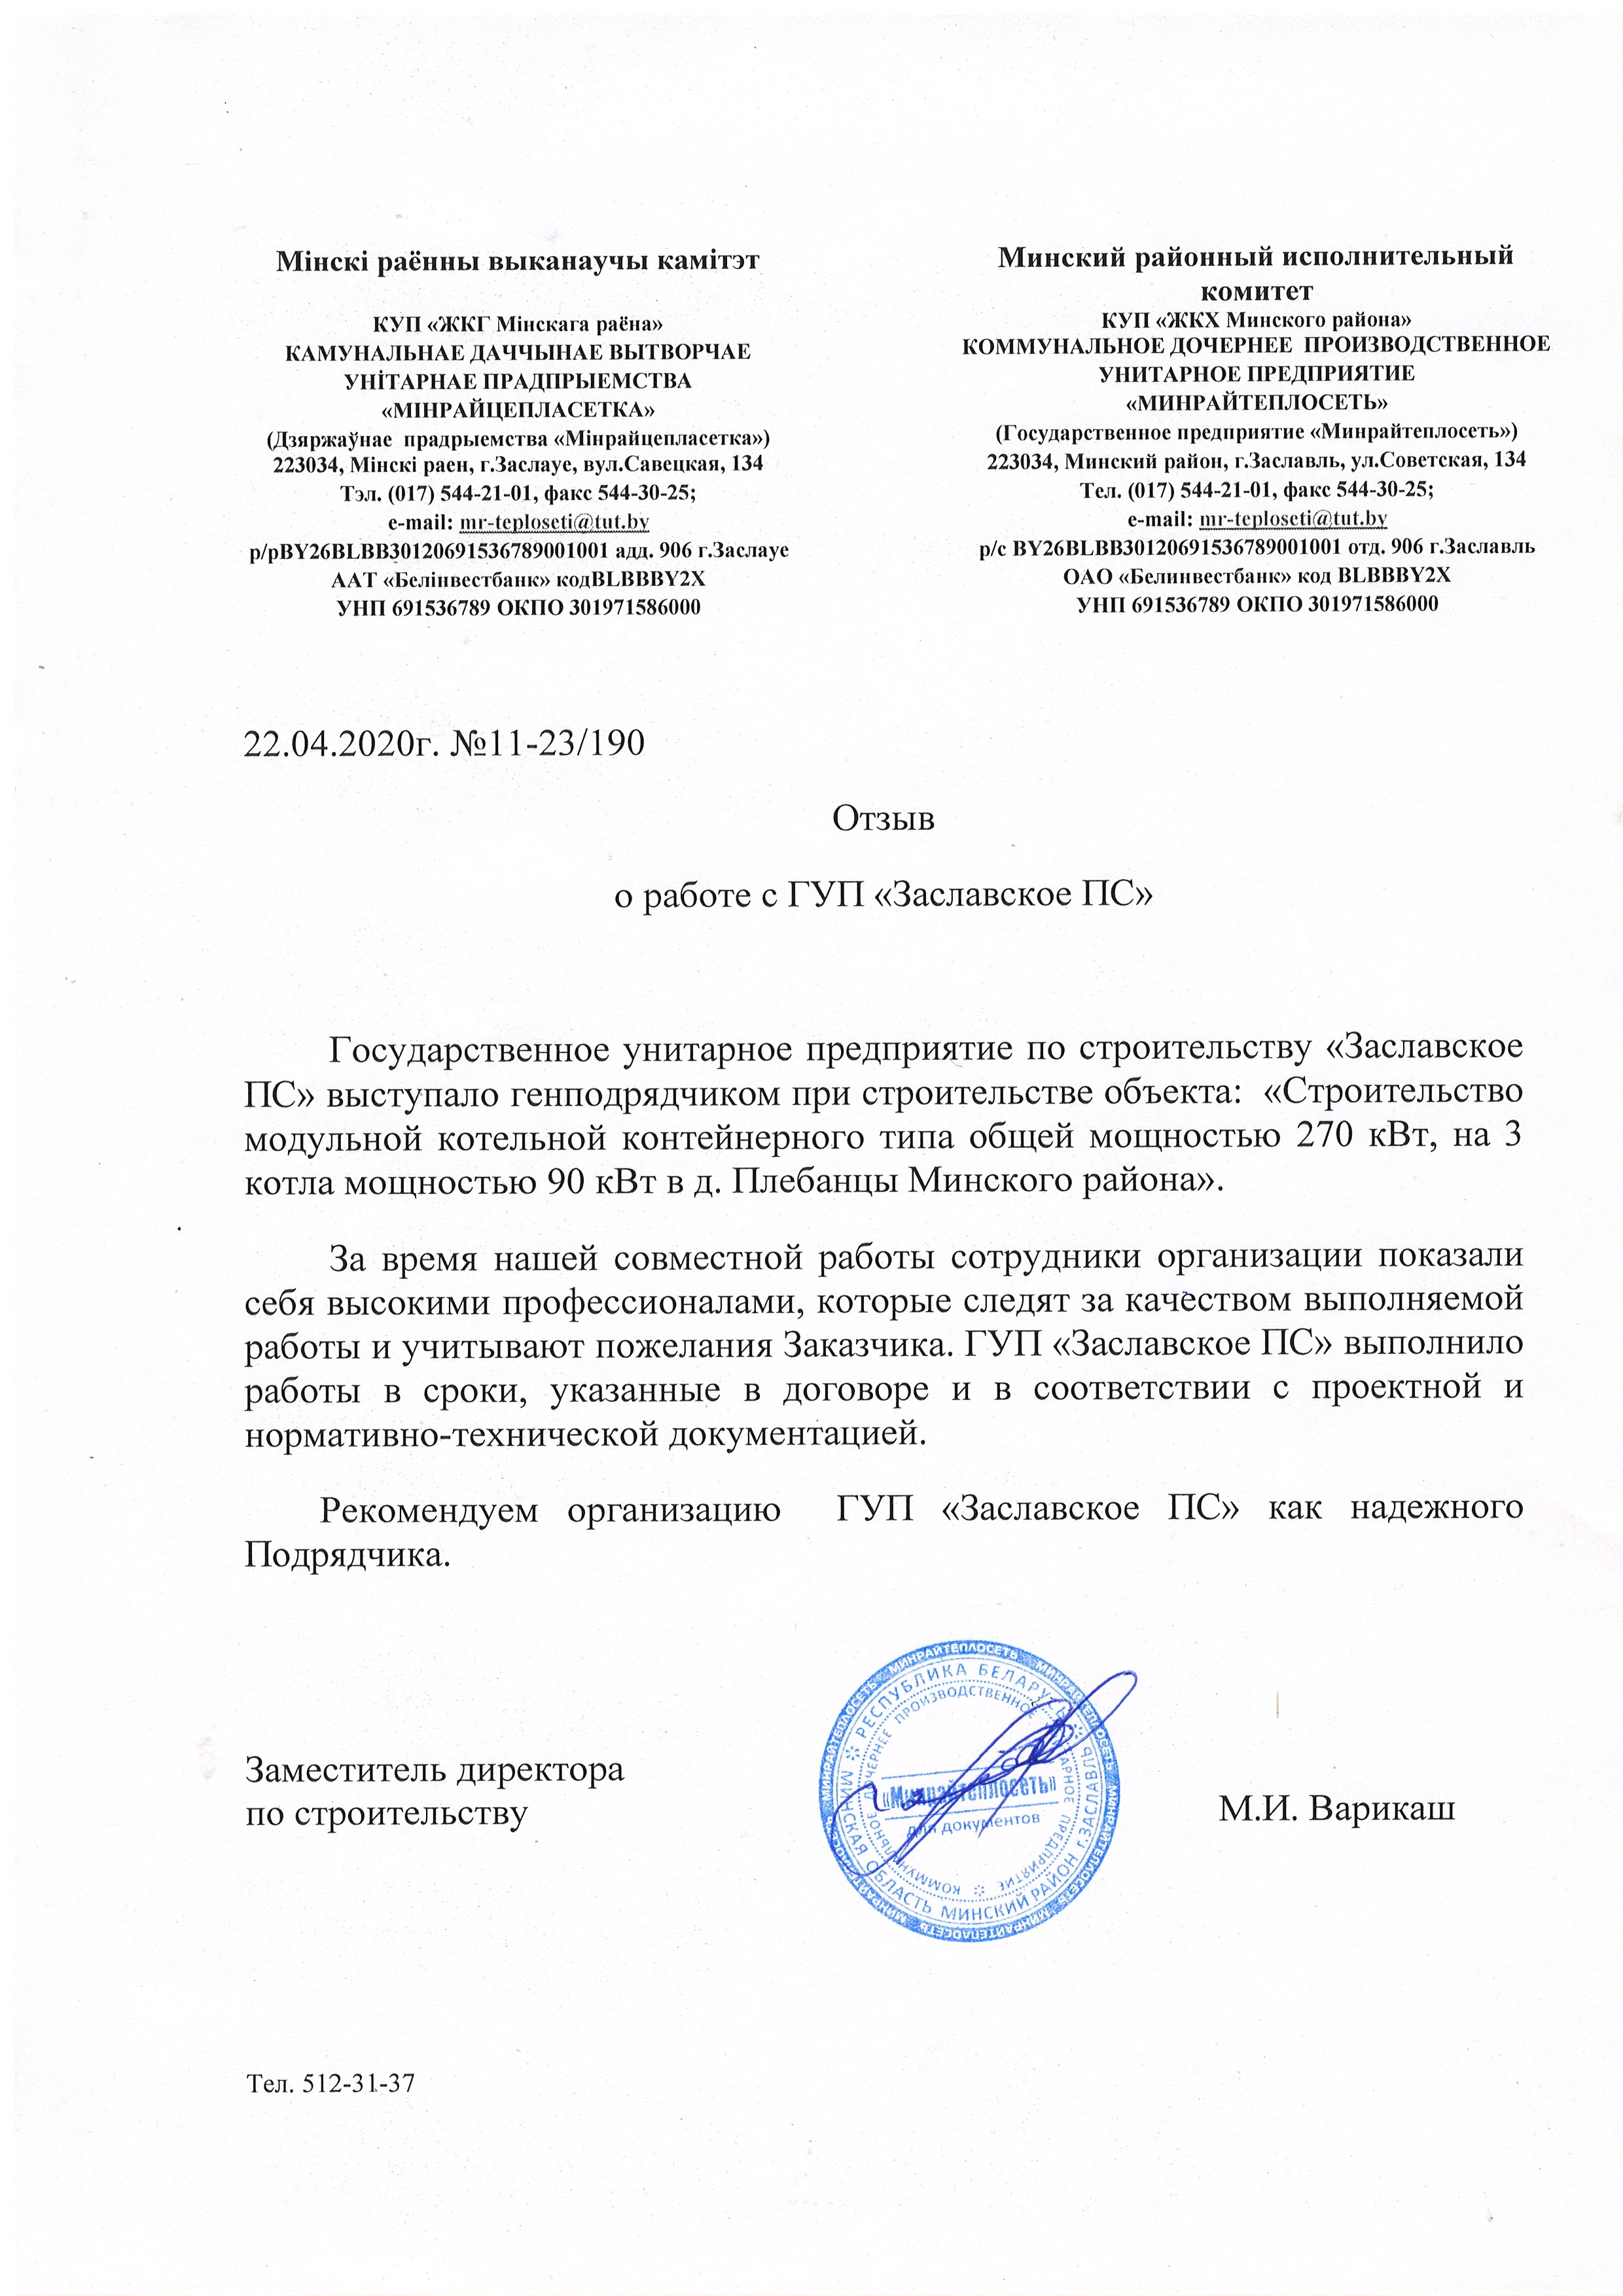 Мінскі раённы выканаучы камітэт
КУП «ЖКГ Мінскага раёна»
КАМУНАЛЬНАЕ ДАЧЧЫНАЕ ВЫТВОРЧАЕ
УНІТАРНАЕ ПРАДПРЫЕМСТВА
«МІНРАЙЦЕПЛАСЕТКА»
(Дзяржаўнае прадрыемства «Мінрайцепласетка»)
223034, Мінскі раен, г.Заслауе, вул.Савецкая, 134
Тэл. (017) 544-21-01, факс 544-30-25;
e-mail: mr-teploseti@tut.by
р/рBY26BLBB30120691536789001001 адд. 906 г.Заслауе
ААТ «Белінвестбанк» кодBLBBBY2X
УНП 691536789 ОКПО 301971586000
Минский районный исполнительный
комитет
КУП «ЖКХ Минского района»
КОММУНАЛЬНОЕ ДОЧЕРНЕЕ ПРОИЗВОДСТВЕННОЕ
УНИТАРНОЕ ПРЕДПРИЯТИЕ
«МИНРАЙТЕПЛОСЕТЬ»
(Государственное предприятие «Минрайтеплосеть»)
223034, Минский район, г.Заславль, ул.Советская, 134
Тел. (017) 544-21-01, факс 544-30-25;
e-mail: mr-teploseti@tut.by
р/с BY26BLBB30120691536789001001 отд. 906 г.Заславль
ОАО «Белинвестбанк» код BLBBBY2X
УНП 691536789 ОКПО 301971586000
22.04.2020г. №11-23/190
Отзыв
о работе с ГУП «Заславское ПС»
Государственное унитарное предприятие по строительству «Заславское
ПС» выступало генподрядчиком при строительстве объекта: «Строительство
модульной котельной контейнерного типа общей мощностью 270 кВт, на 3
котла мощностью 90 кВт в д. Плебанцы Минского района».
За время нашей совместной работы сотрудники организации показали
себя высокими профессионалами, которые следят за качеством выполняемой
работы и учитывают пожелания Заказчика. ГУП «Заславское ПС» выполнило
работы в сроки, указанные в договоре и в соответствии с проектной и
нормативно-технической документацией.
Рекомендуем организацию ГУП «Заславское ПС» как надежного
Подрядчика.
Заместитель директора
по строительству
МИНРАЙТЕПЛОСЕТЬ
РЕСПУБЛИКА БЕЛАРУСЬ
г.ЗАСЛАВЛЬ
МИНСКАЯ ОБЛАСТЬ МИНСКИЙ РАЙОН
КОММУНАЛЬНОЕ ДОЧЕРНЕЕ ПРОИЗВОДСТВЕННОЕ УНИТАРНОЕ ПРЕДПРИЯТИЕ
«Минрайтеплосеть»
для документов
М.И. Варикаш
Тел. 512-31-37